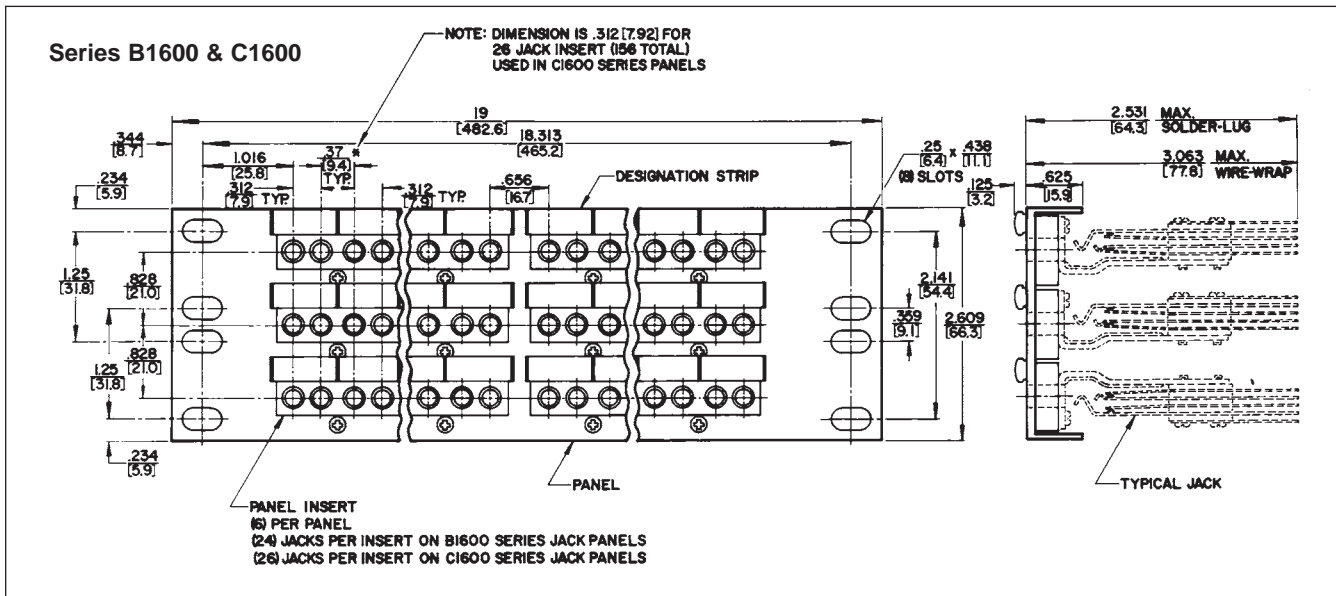 Series B1600 & C1600
NOTE: DIMENSION IS .312 [7.92] FOR
26 JACK INSERT (156 TOTAL)
USED IN C1600 SERIES PANELS
19
[482.6]
18.313
[465.2]
.344
[8.7]
1.016
[25.8]
.37 *
[9.4]
TYP.
.312
[7.9] TYP.
.312 TYP.
[7.9]
.656
[16.7]
DESIGNATION STRIP
.25 x .438
[6.4] [11.1]
(8) SLOTS
2.531 MAX.
[64.3] SOLDER-LUG
3.063 MAX.
[77.8] WIRE-WRAP
.125
[3.2]
.625
[15.9]
.234
[5.9]
1.25
[31.8]
.828
[21.0]
.828
[21.0]
1.25
[31.8]
.234
[5.9]
2.141
[54.4]
.359
[9.1]
2.609
[66.3]
PANEL
TYPICAL JACK
PANEL INSERT
(6) PER PANEL
(24) JACKS PER INSERT ON B1600 SERIES JACK PANELS
(26) JACKS PER INSERT ON C1600 SERIES JACK PANELS